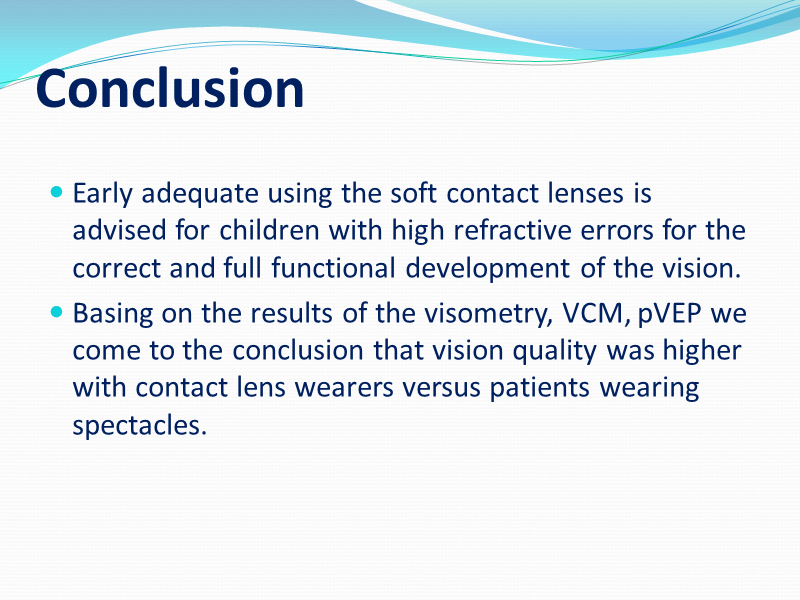 Conclusion
Early adequate using the soft contact lenses is
advised for children with high refractive errors for the
correct and full functional development of the vision.
Basing on the results of the visometry, VCM, pVEP we
come to the conclusion that vision quality was higher
with contact lens wearers versus patients wearing
spectacles.